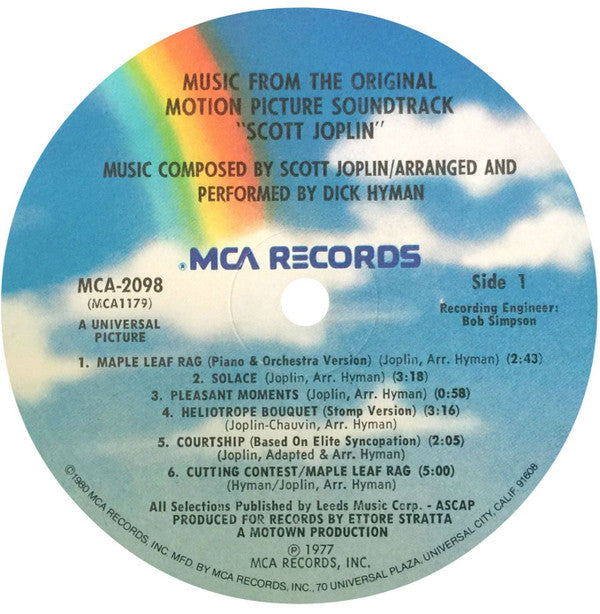 MUSIC FROM THE ORIGINAL
MOTION PICTURE SOUNDTRACK
"SCOTT JOPLIN"
MUSIC COMPOSED BY SCOTT JOPLIN/ARRANGED AND
PERFORMED BY DICK HYMAN
®MCA RECORDS
MCA-2098
(MCA1179)
Side 1
A UNIVERSAL
PICTURE
Recording Engineer:
Bob Simpson
1. MAPLE LEAF RAG (Piano & Orchestra Version) (Joplin, Arr. Hyman) (2:43)
2. SOLACE (Joplin, Arr. Hyman) (3:18)
3. PLEASANT MOMENTS (Joplin, Arr. Hyman) (0:58)
4. HELIOTROPE BOUQUET (Stomp Version) (3:16)
(Joplin-Chauvin, Arr. Hyman)
5. COURTSHIP (Based On Elite Syncopation) (2:05)
(Joplin, Adapted & Arr. Hyman)
6. CUTTING CONTEST/MAPLE LEAF RAG (5:00)
(Hyman/Joplin, Arr. Hyman)
All Selections Published by Leeds Music Corp. - ASCAP
PRODUCED FOR RECORDS BY ETTORE STRATTA
A MOTOWN PRODUCTION
℗ 1977
MCA RECORDS, INC.
©1980 MCA RECORDS, INC. MFD. BY MCA RECORDS, INC., 70 UNIVERSAL PLAZA, UNIVERSAL CITY, CALIF. 91608